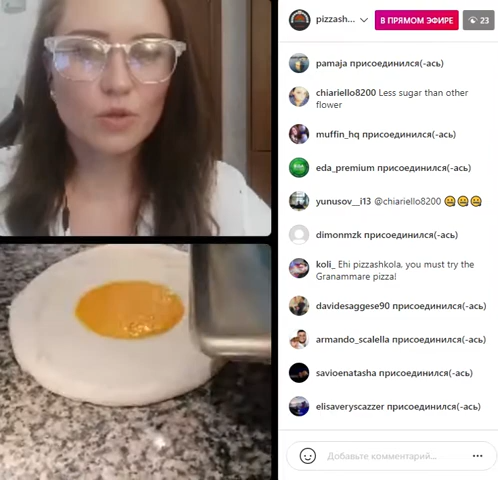 pizzash...
В ПРЯМОМ ЭФИРЕ
23
pamaja присоединился(-ась)
chiariello8200 Less sugar than other
flower
muffin_hq присоединился(-ась)
eda_premium присоединился(-ась)
yunusov__i13 @chiariello8200 😄😄😄
dimonmzk присоединился(-ась)
koli_ Ehi pizzashkola, you must try the
Granammare pizza!
davidesaggese90 присоединился(-ась)
armando_scalella присоединился(-ась)
savioenatasha присоединился(-ась)
elisaveryscazzer присоединился(-ась)
Добавьте комментарий...